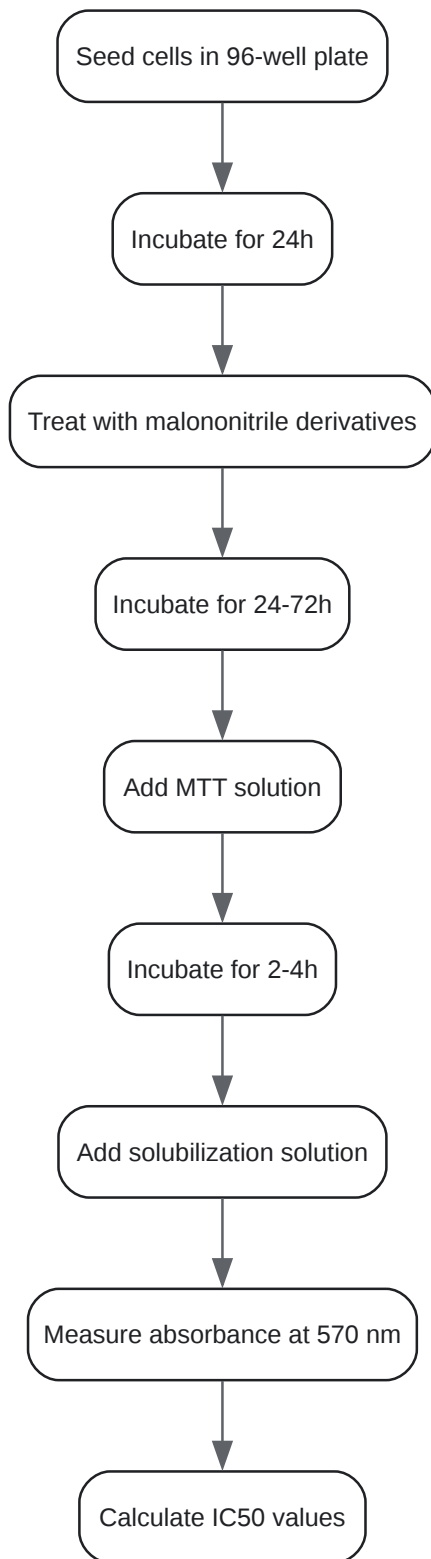 Seed cells in 96-well plate
Incubate for 24h
Treat with malononitrile derivatives
Incubate for 24-72h
Add MTT solution
Incubate for 2-4h
Add solubilization solution
Measure absorbance at 570 nm
Calculate IC50 values